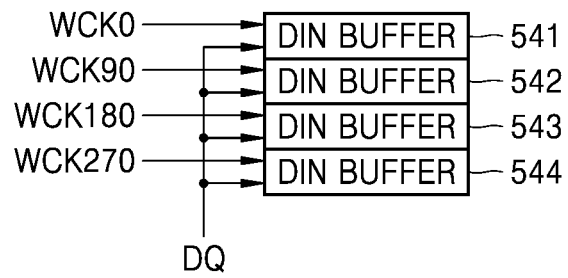 WCK0 DIN BUFFER 541
WCK90 DIN BUFFER 542
WCK180 DIN BUFFER 543
WCK270 DIN BUFFER 544
DQ